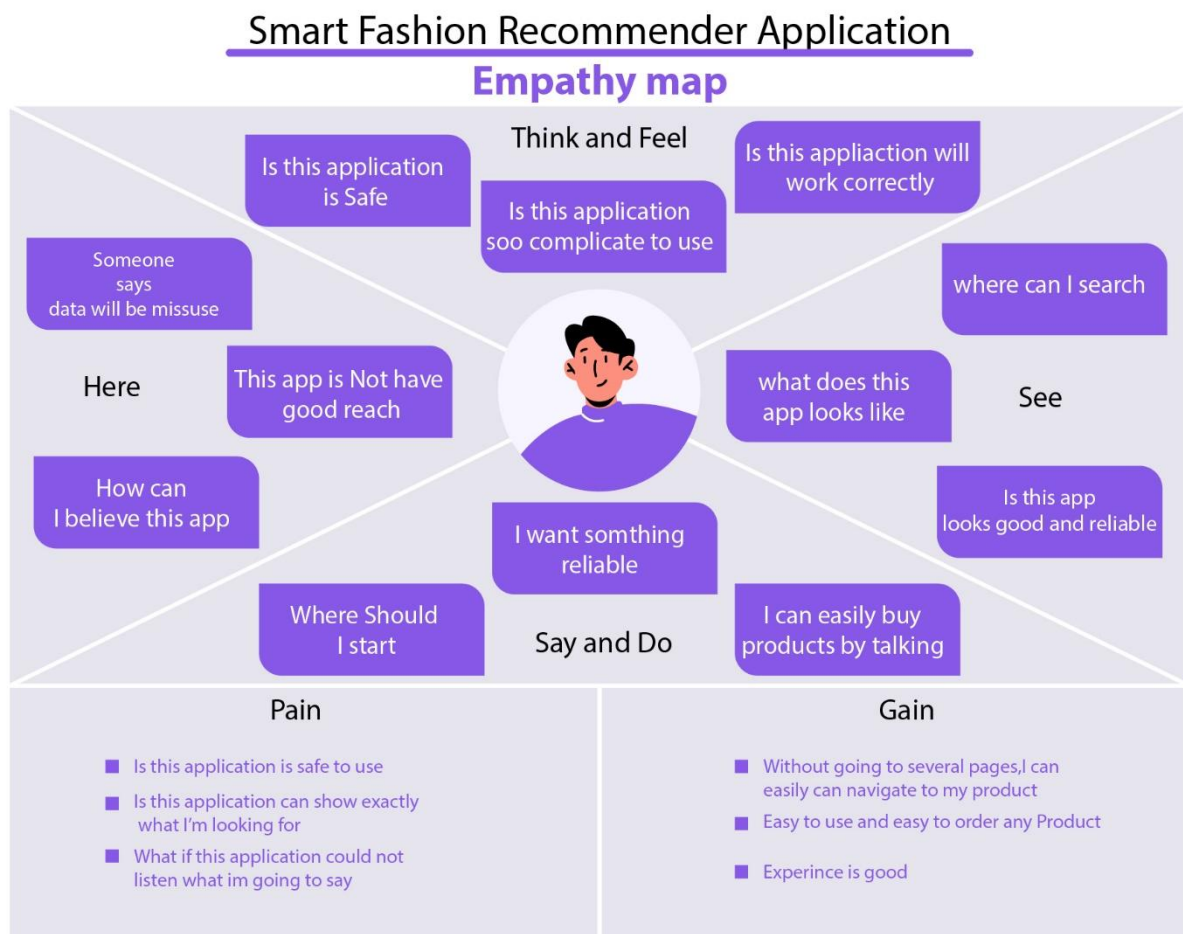 Smart Fashion Recommender Application
Empathy map
Think and Feel
Is this application
is Safe
Is this application
soo complicate to use
Is this appliaction will
work correctly
Someone
says
data will be missuse
Here
This app is Not have
good reach
How can
I believe this app
where can I search
what does this
app looks like
See
Is this app
looks good and reliable
I want somthing
reliable
Where Should
I start
Say and Do
I can easily buy
products by talking
Pain
Is this application is safe to use
Is this application can show exactly
what I'm looking for
What if this application could not
listen what im going to say
Gain
Without going to several pages,I can
easily can navigate to my product
Easy to use and easy to order any Product
Experince is good